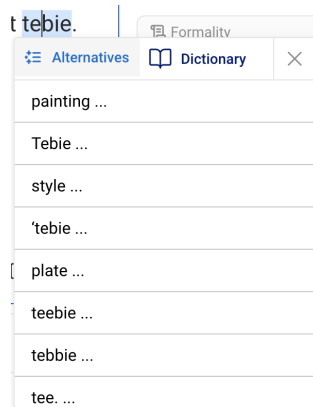 t tebie.
Formality
Alternatives Dictionary
painting ...
Tebie ...
style ...
‘tebie ...
plate ...
teebie ...
tebbie ...
tee. ...